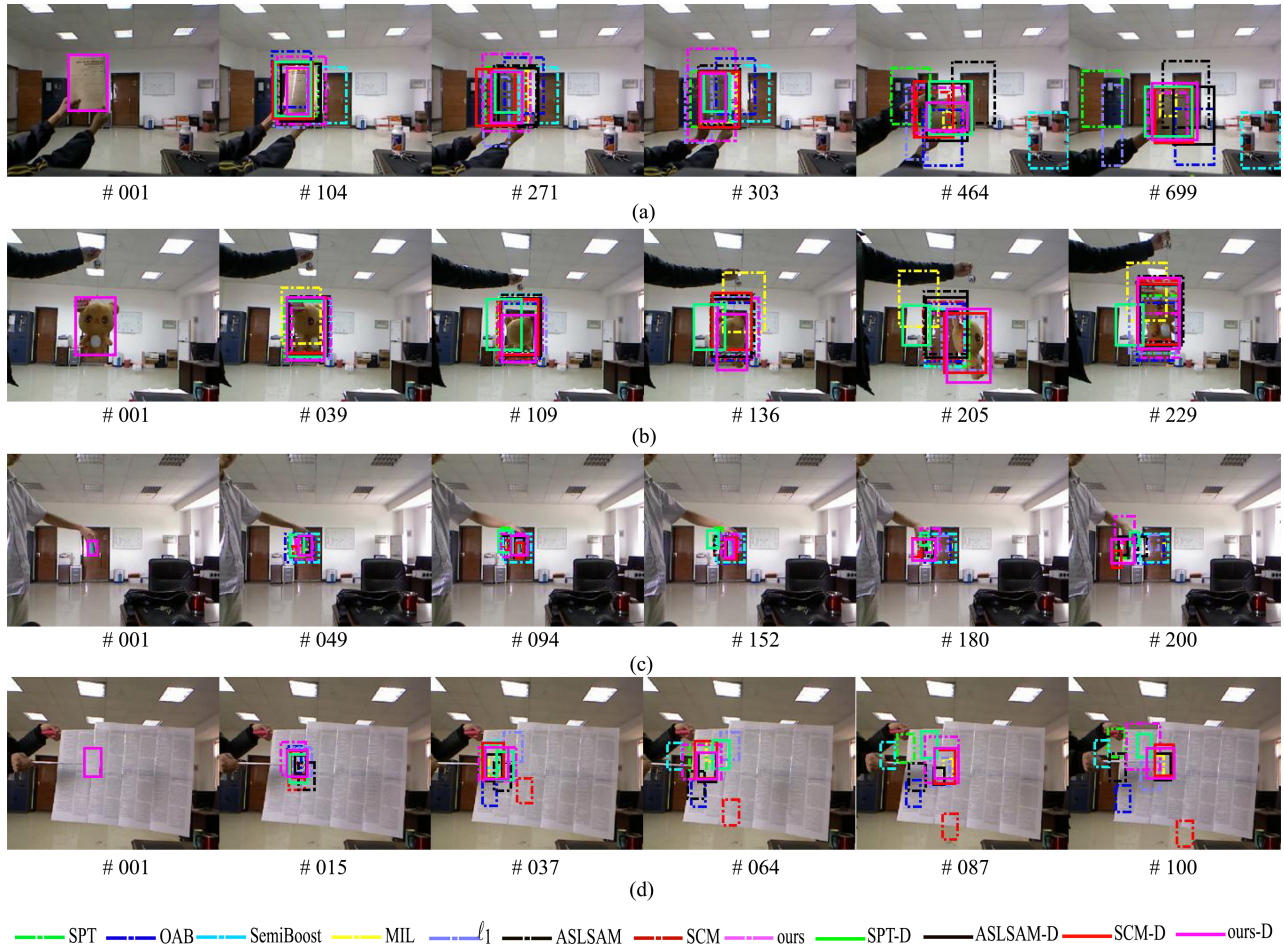 # 001 # 104 # 271 # 303 # 464 # 699
(a)
# 001 # 039 # 109 # 136 # 205 # 229
(b)
# 001 # 049 # 094 # 152 # 180 # 200
(c)
# 001 # 015 # 037 # 064 # 087 # 100
(d)
SPT OAB SemiBoost MIL ℓ1 ASLSAM SCM ours SPT-D ASLSAM-D SCM-D ours-D